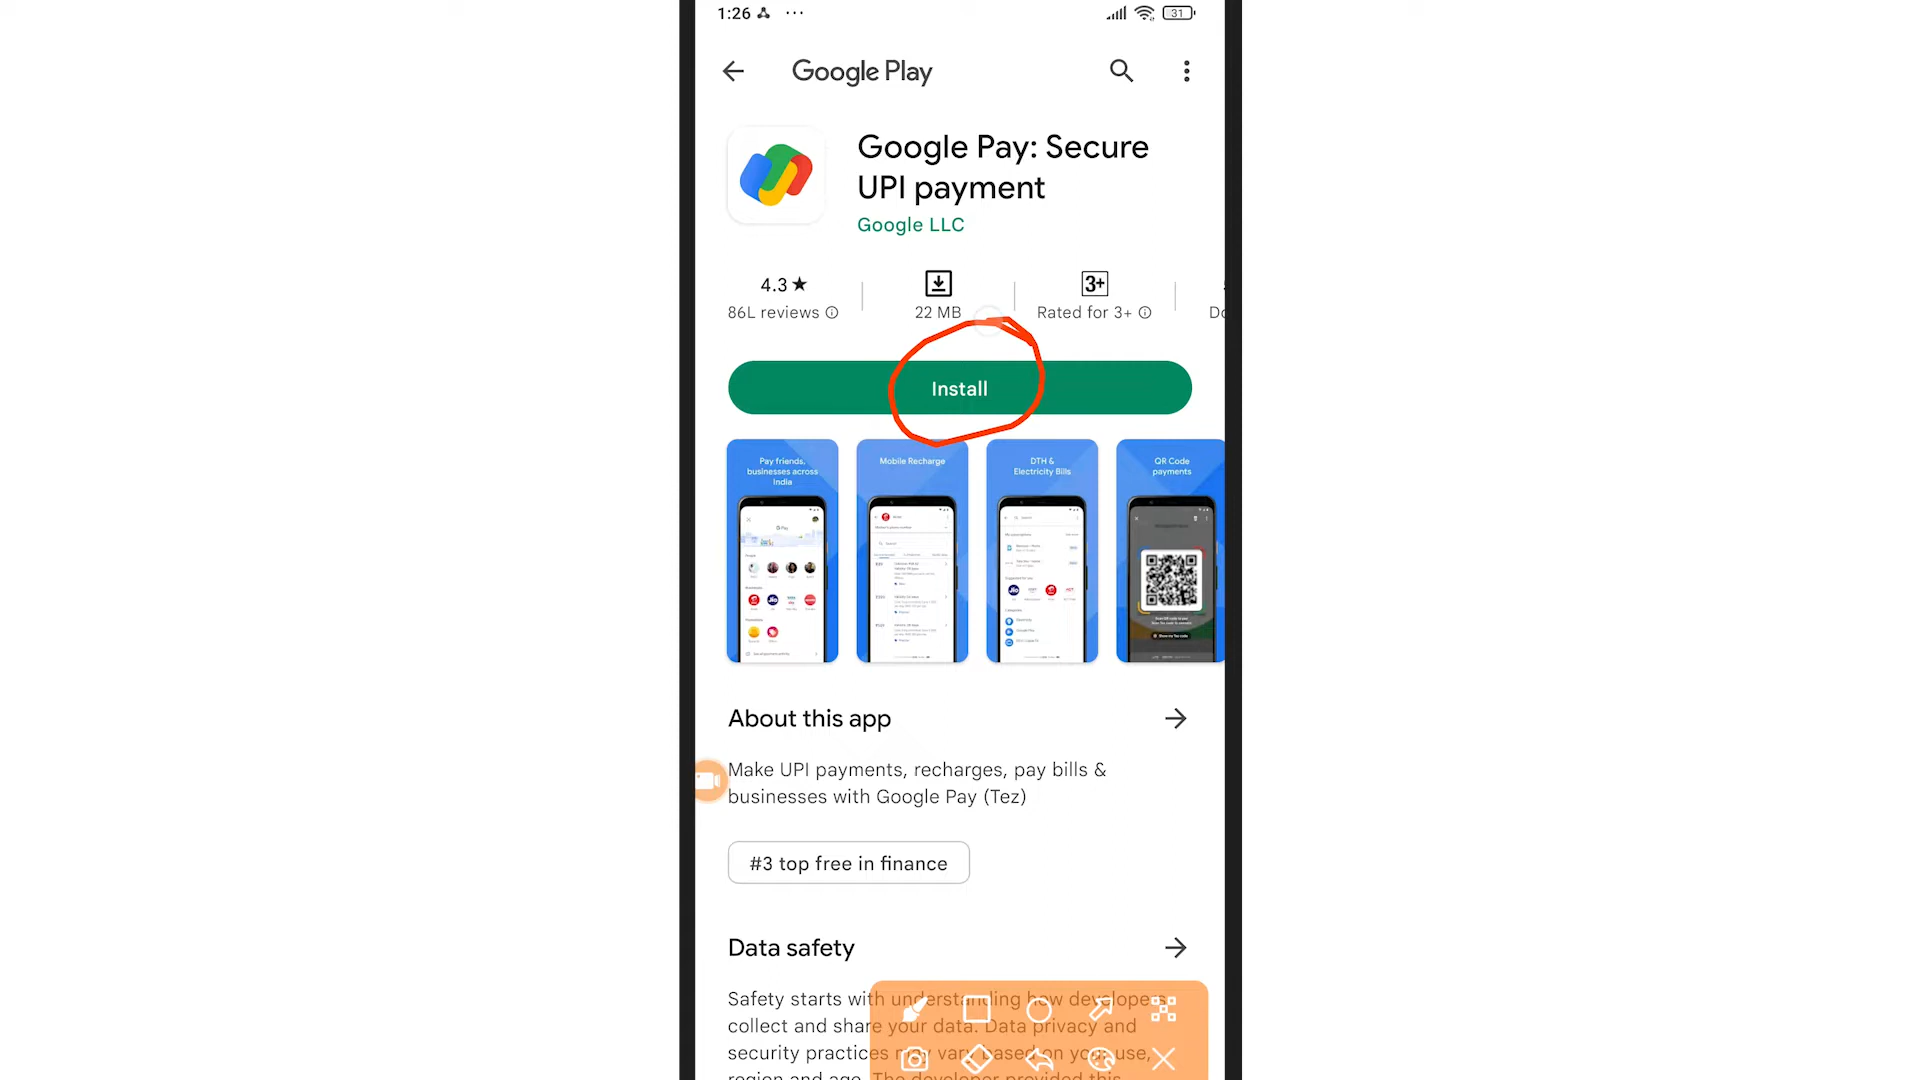 1:26
31
Google Play
Google Pay: Secure
UPI payment
Google LLC
4.3★
86L reviews
22 MB
3+
Rated for 3+
Install
Pay friends,
businesses across
India
Mobile Recharge
DTH &
Electricity Bills
QR Code
payments
About this app
Make UPI payments, recharges, pay bills &
businesses with Google Pay (Tez)
#3 top free in finance
Data safety
Safety starts with understanding how developers
collect and share your data. Data privacy and
security practices may vary based on your use,
region and age. The developer provided this